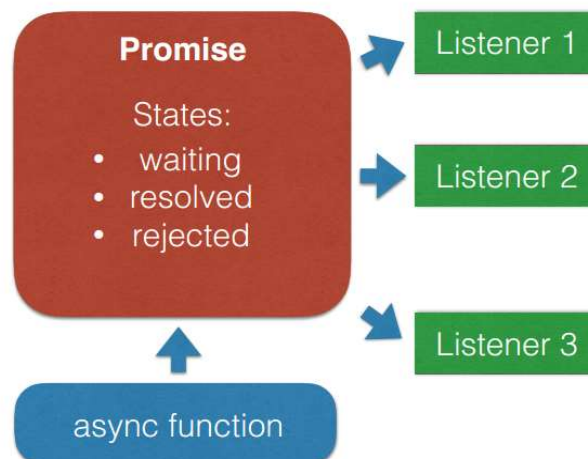 Promise
States:
• waiting
• resolved
• rejected
Listener 1
Listener 2
Listener 3
async function